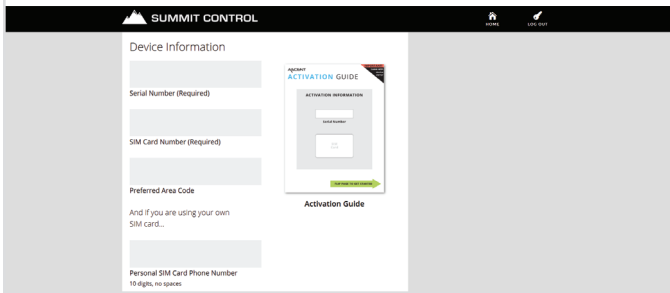 SUMMIT CONTROL
HOME
LOG OUT
Device Information
Serial Number (Required)
SIM Card Number (Required)
Preferred Area Code
And if you are using your own
SIM card...
Personal SIM Card Phone Number
10 digits, no spaces
ACTIVATION GUIDE
ACTIVATION INFORMATION
Serial Number
Activation Guide